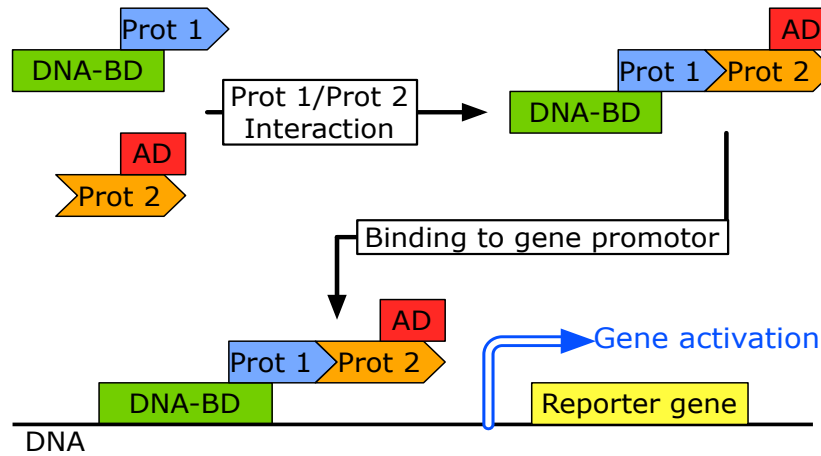 Prot 1
DNA-BD
AD
Prot 2
Prot 1/Prot 2
Interaction
AD
Prot 1
Prot 2
DNA-BD
Binding to gene promotor
AD
Prot 1
Prot 2
DNA-BD
Gene activation
Reporter gene
DNA